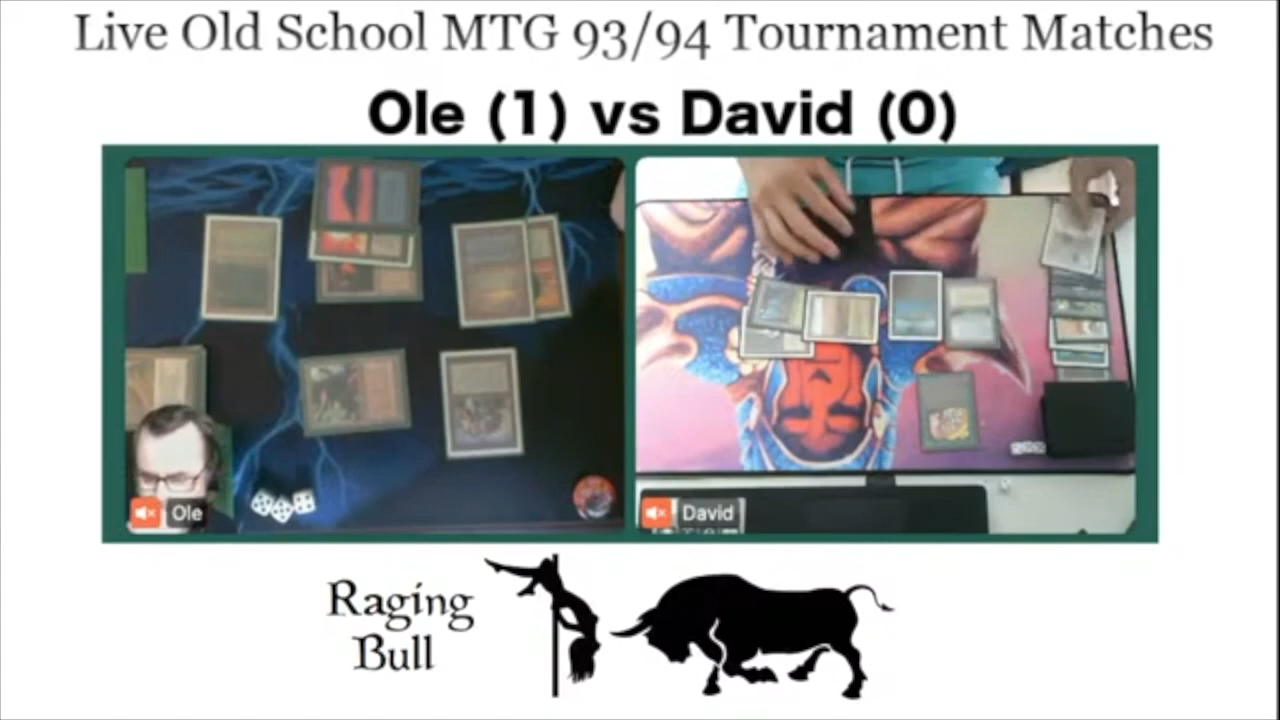 Live Old School MTG 93/94 Tournament Matches
Ole (1) vs David (0)
Ole
David
Raging
Bull